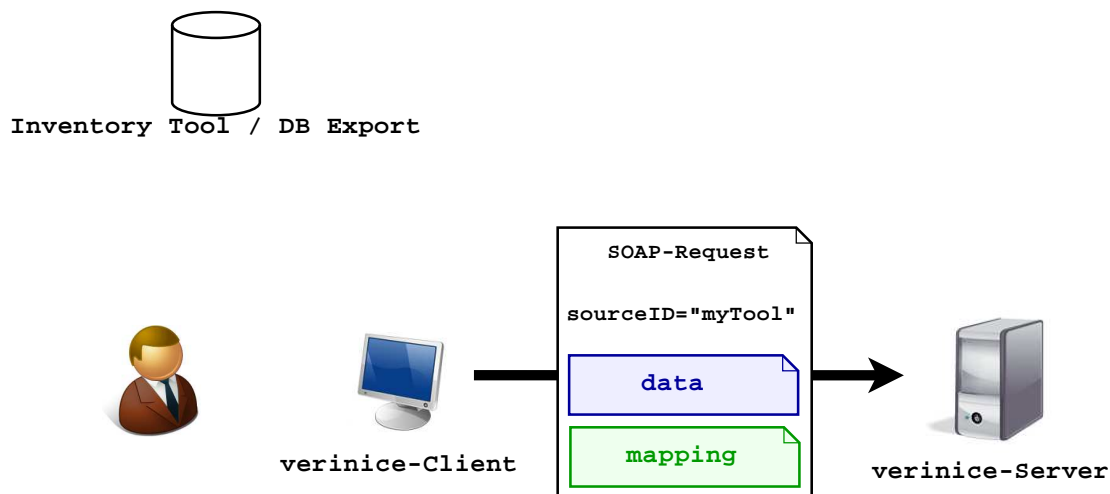 Inventory Tool / DB Export
SOAP-Request
sourceID="myTool"
data
mapping
verinice-Client
verinice-Server